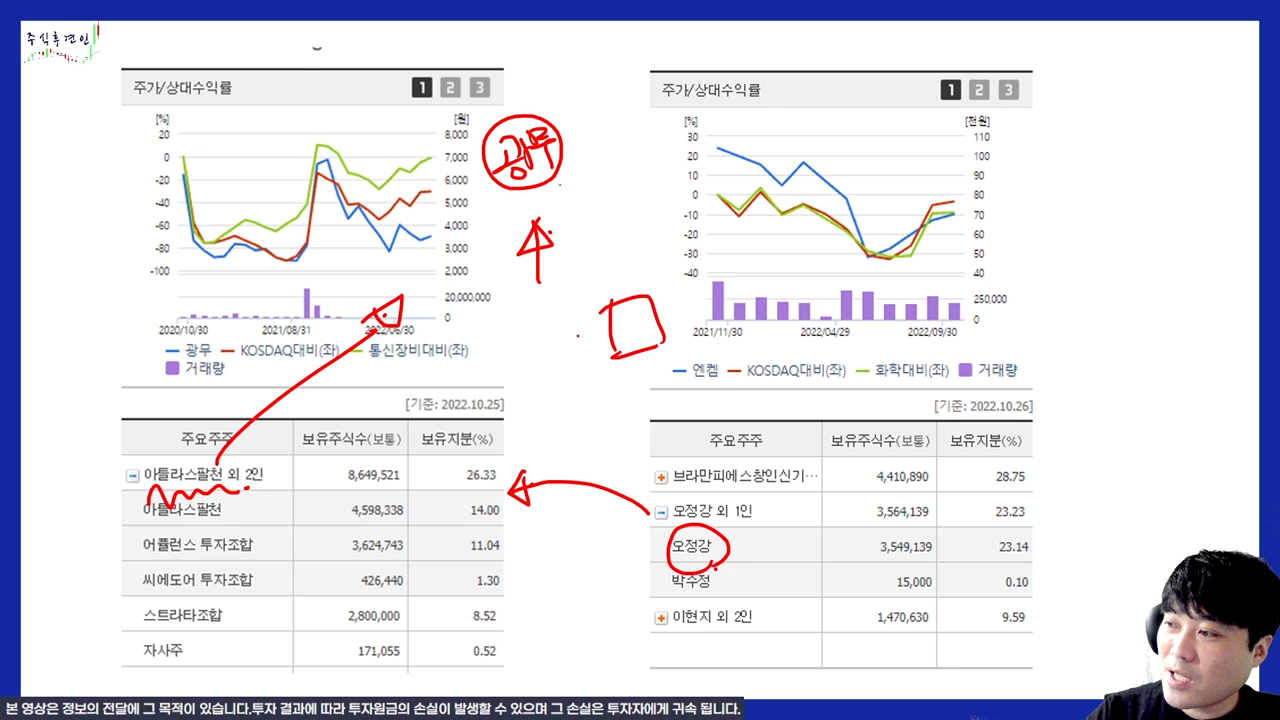 주식후견인
주가/상대수익률
1 2 3
[%]
[원]
20
0
-20
-40
-60
-80
-100
8,000
7,000
6,000
5,000
4,000
3,000
2,000
20,000,000
0
2020/10/30 2021/08/31 2022/06/30
광무 KOSDAQ대비(좌) 통신장비대비(좌)
거래량
[기준: 2022.10.25]
주요주주 보유주식수(보통) 보유지분(%)
아틀라스팔천 외 2인 8,649,521 26.33
아틀라스팔천 4,598,338 14.00
어퓰런스 투자조합 3,624,743 11.04
씨에도어 투자조합 426,440 1.30
스트라타조합 2,800,000 8.52
자사주 171,055 0.52
광무
주가/상대수익률
1 2 3
[%]
[천원]
30
20
10
0
-10
-20
-30
-40
110
100
90
80
70
60
50
40
250,000
0
2021/11/30 2022/04/29 2022/09/30
엔켐 KOSDAQ대비(좌) 화학대비(좌) 거래량
[기준: 2022.10.26]
주요주주 보유주식수(보통) 보유지분(%)
브라만피에스창인신기… 4,410,890 28.75
오정강 외 1인 3,564,139 23.23
오정강 3,549,139 23.14
박수정 15,000 0.10
이현지 외 2인 1,470,630 9.59
본 영상은 정보의 전달에 그 목적이 있습니다.투자 결과에 따라 투자원금의 손실이 발생할 수 있으며 그 손실은 투자자에게 귀속 됩니다.